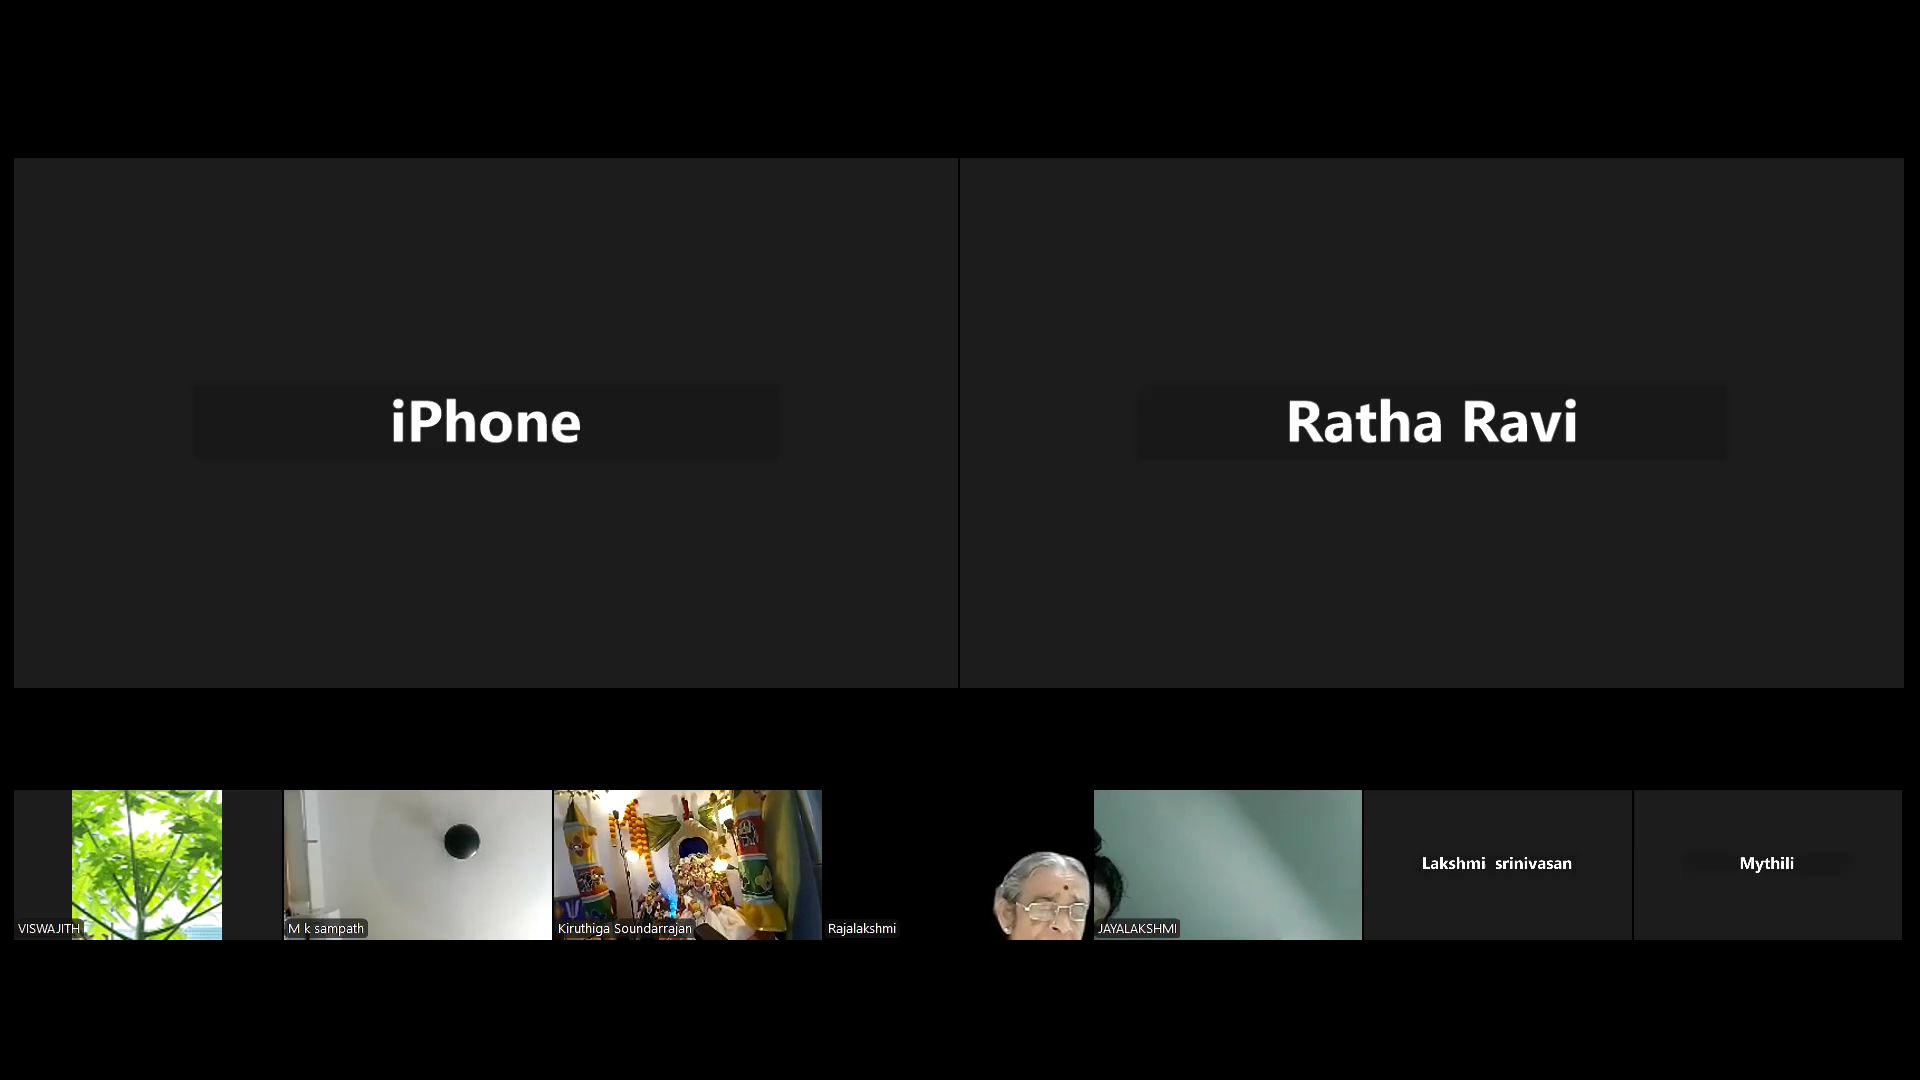 iPhone
Ratha Ravi
VISWAJITH
M k sampath
Kiruthiga Soundarrajan
Rajalakshmi
JAYALAKSHMI
Lakshmi srinivasan
Mythili